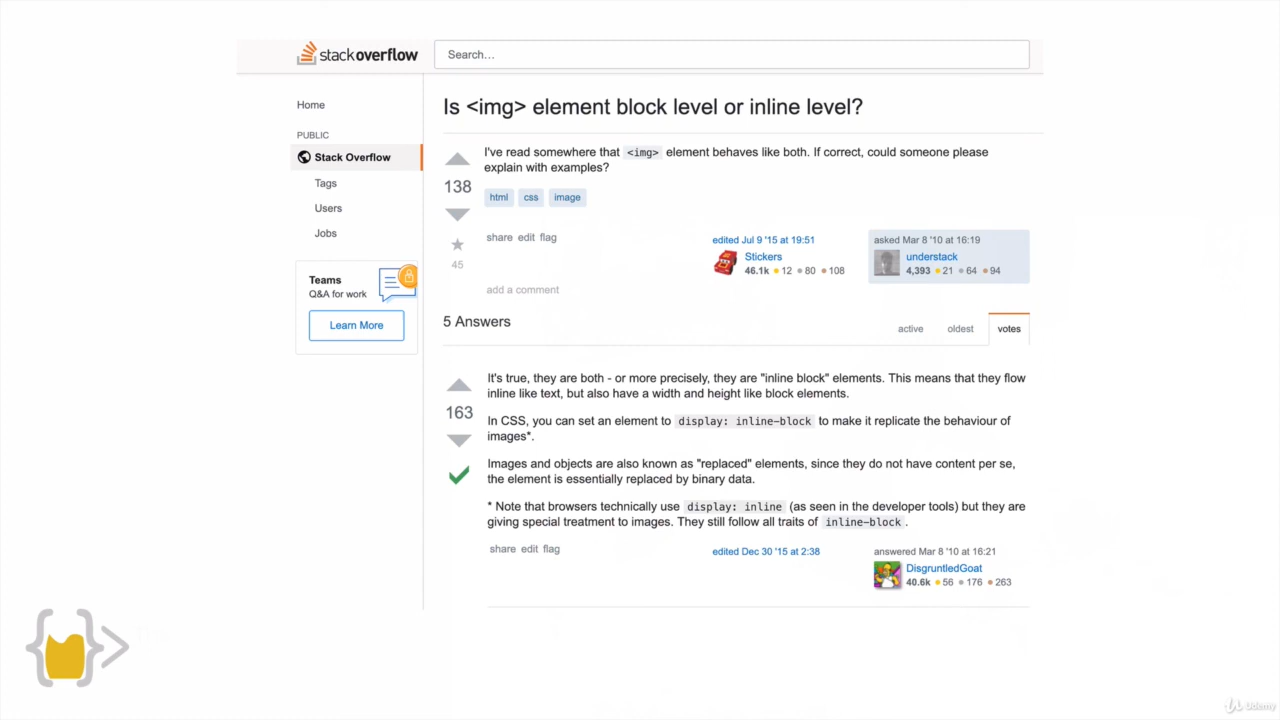 stackoverflow
Search…
Home
PUBLIC
Stack Overflow
Tags
Users
Jobs
Teams
Q&A for work
Learn More
Is <img> element block level or inline level?
I've read somewhere that <img> element behaves like both. If correct, could someone please
explain with examples?
138
html css image
share edit flag
45
edited Jul 9 '15 at 19:51
Stickers
46.1k 12 80 108
asked Mar 8 '10 at 16:19
understack
4,393 21 64 94
add a comment
5 Answers
active oldest votes
It's true, they are both - or more precisely, they are "inline block" elements. This means that they flow
inline like text, but also have a width and height like block elements.
163
In CSS, you can set an element to display: inline-block to make it replicate the behaviour of
images*.
Images and objects are also known as "replaced" elements, since they do not have content per se,
the element is essentially replaced by binary data.
* Note that browsers technically use display: inline (as seen in the developer tools) but they are
giving special treatment to images. They still follow all traits of inline-block.
share edit flag
edited Dec 30 '15 at 2:38
answered Mar 8 '10 at 16:21
DisgruntledGoat
40.6k 56 176 263
Udemy